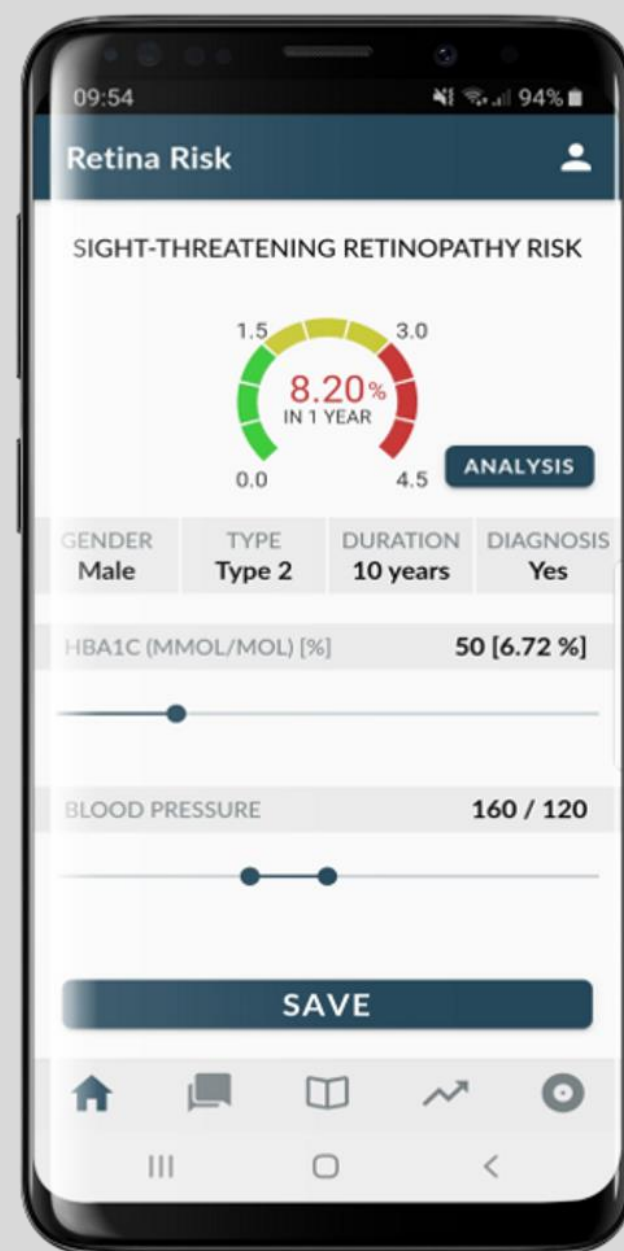 09:54 94%
Retina Risk
SIGHT-THREATENING RETINOPATHY RISK
1.5 3.0
8.20%
IN 1 YEAR
0.0 4.5
ANALYSIS
GENDER TYPE DURATION DIAGNOSIS
Male Type 2 10 years Yes
HBA1C (MMOL/MOL) [%] 50 [6.72 %]
BLOOD PRESSURE 160 / 120
SAVE